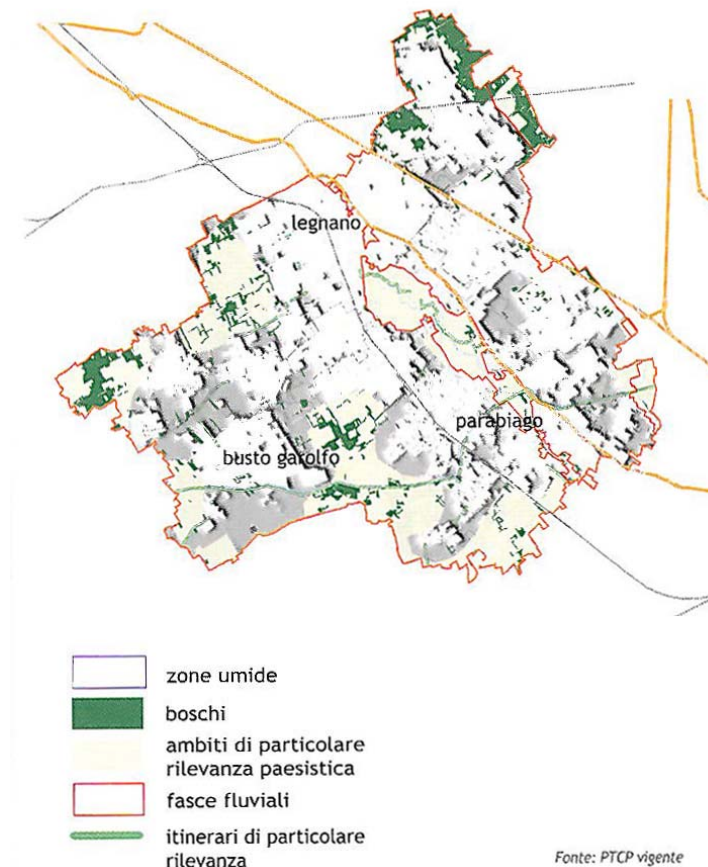 legnano
parabiago
busto garolfo
zone umide
boschi
ambiti di particolare
rilevanza paesistica
fasce fluviali
itinerari di particolare
rilevanza
Fonte: PTCP vigente